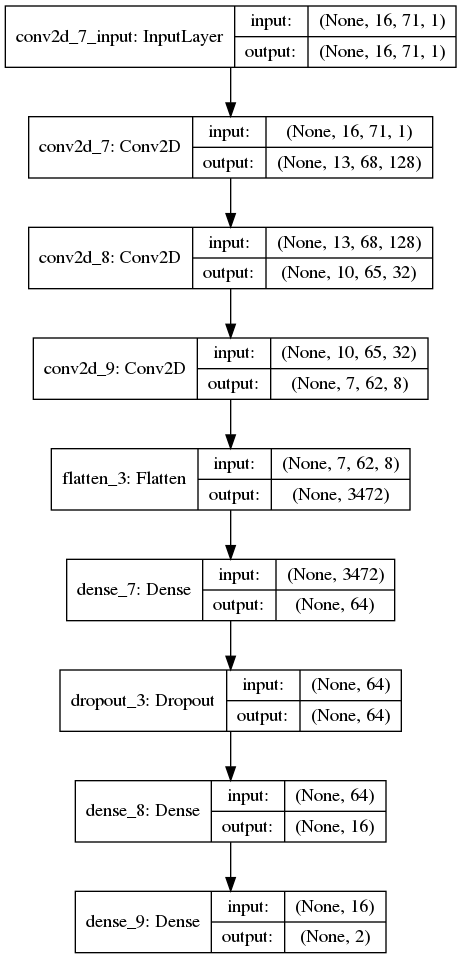 conv2d_7_input: InputLayer
input: (None, 16, 71, 1)
output: (None, 16, 71, 1)
conv2d_7: Conv2D
input: (None, 16, 71, 1)
output: (None, 13, 68, 128)
conv2d_8: Conv2D
input: (None, 13, 68, 128)
output: (None, 10, 65, 32)
conv2d_9: Conv2D
input: (None, 10, 65, 32)
output: (None, 7, 62, 8)
flatten_3: Flatten
input: (None, 7, 62, 8)
output: (None, 3472)
dense_7: Dense
input: (None, 3472)
output: (None, 64)
dropout_3: Dropout
input: (None, 64)
output: (None, 64)
dense_8: Dense
input: (None, 64)
output: (None, 16)
dense_9: Dense
input: (None, 16)
output: (None, 2)